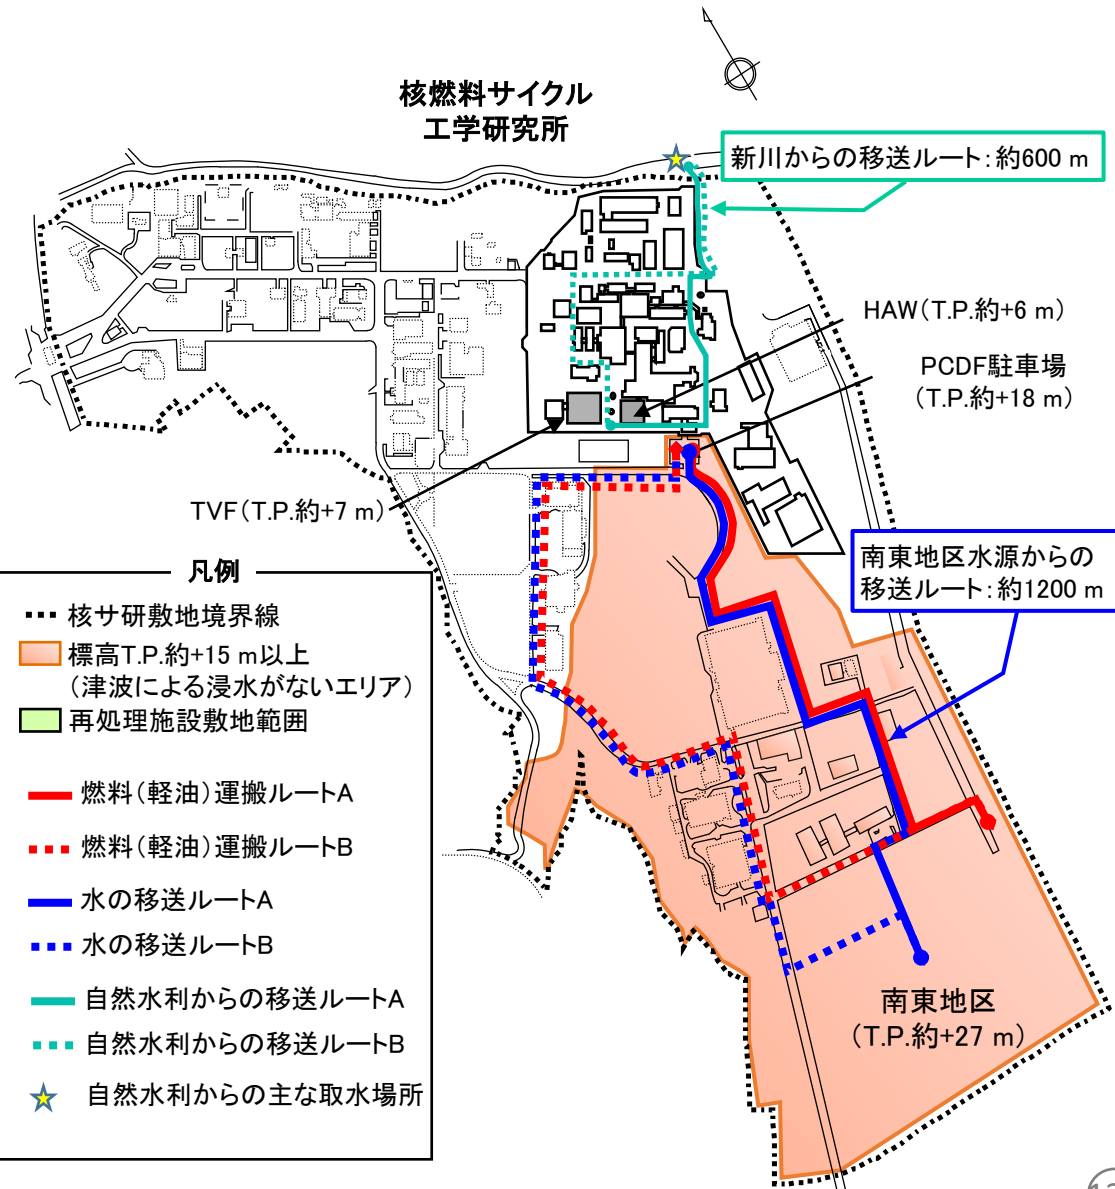 核燃料サイクル
工学研究所
新川からの移送ルート：約600 m
HAW（T.P.約+6 m）
PCDF駐車場
（T.P.約+18 m）
TVF（T.P.約+7 m）
南東地区水源からの
移送ルート：約1200 m
凡例
核サ研敷地境界線
標高T.P.約+15 m以上
（津波による浸水がないエリア）
再処理施設敷地範囲
燃料（軽油）運搬ルートA
燃料（軽油）運搬ルートB
水の移送ルートA
水の移送ルートB
自然水利からの移送ルートA
自然水利からの移送ルートB
自然水利からの主な取水場所
南東地区
（T.P.約+27 m）